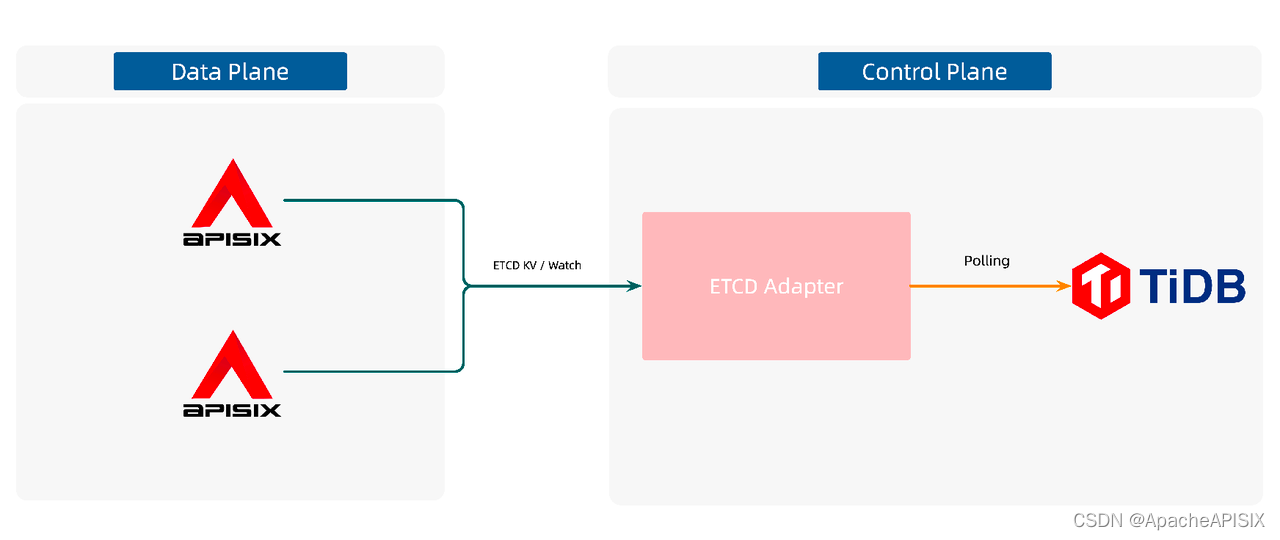 Data Plane
Control Plane
APISIX
ETCD KV / Watch
ETCD Adapter
Polling
TiDB
APISIX
CSDN @ApacheAPISIX